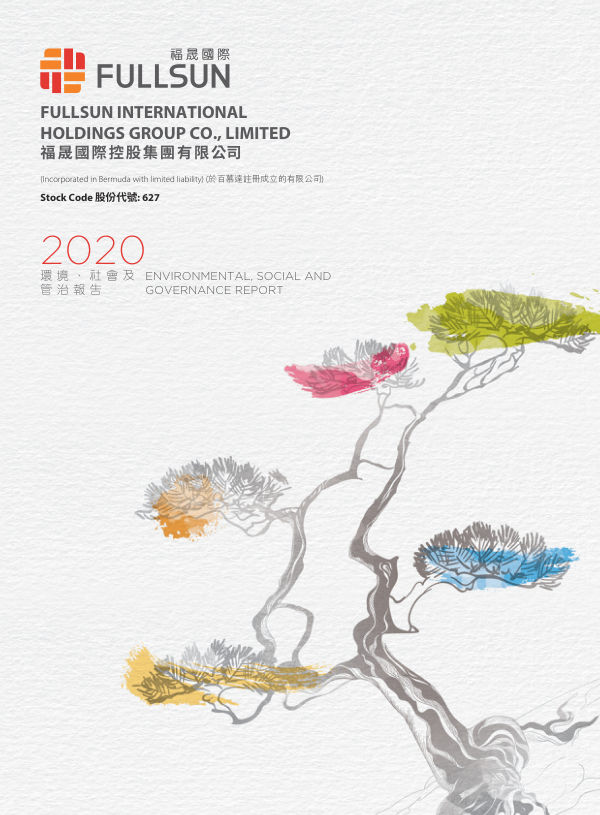 福晟國際
FULLSUN
FULLSUN INTERNATIONAL
HOLDINGS GROUP CO., LIMITED
福晟國際控股集團有限公司
(Incorporated in Bermuda with limited liability) (於百慕達註冊成立的有限公司)
Stock Code 股份代號: 627
2020
環境、社會及 ENVIRONMENTAL, SOCIAL AND
管治報告 GOVERNANCE REPORT